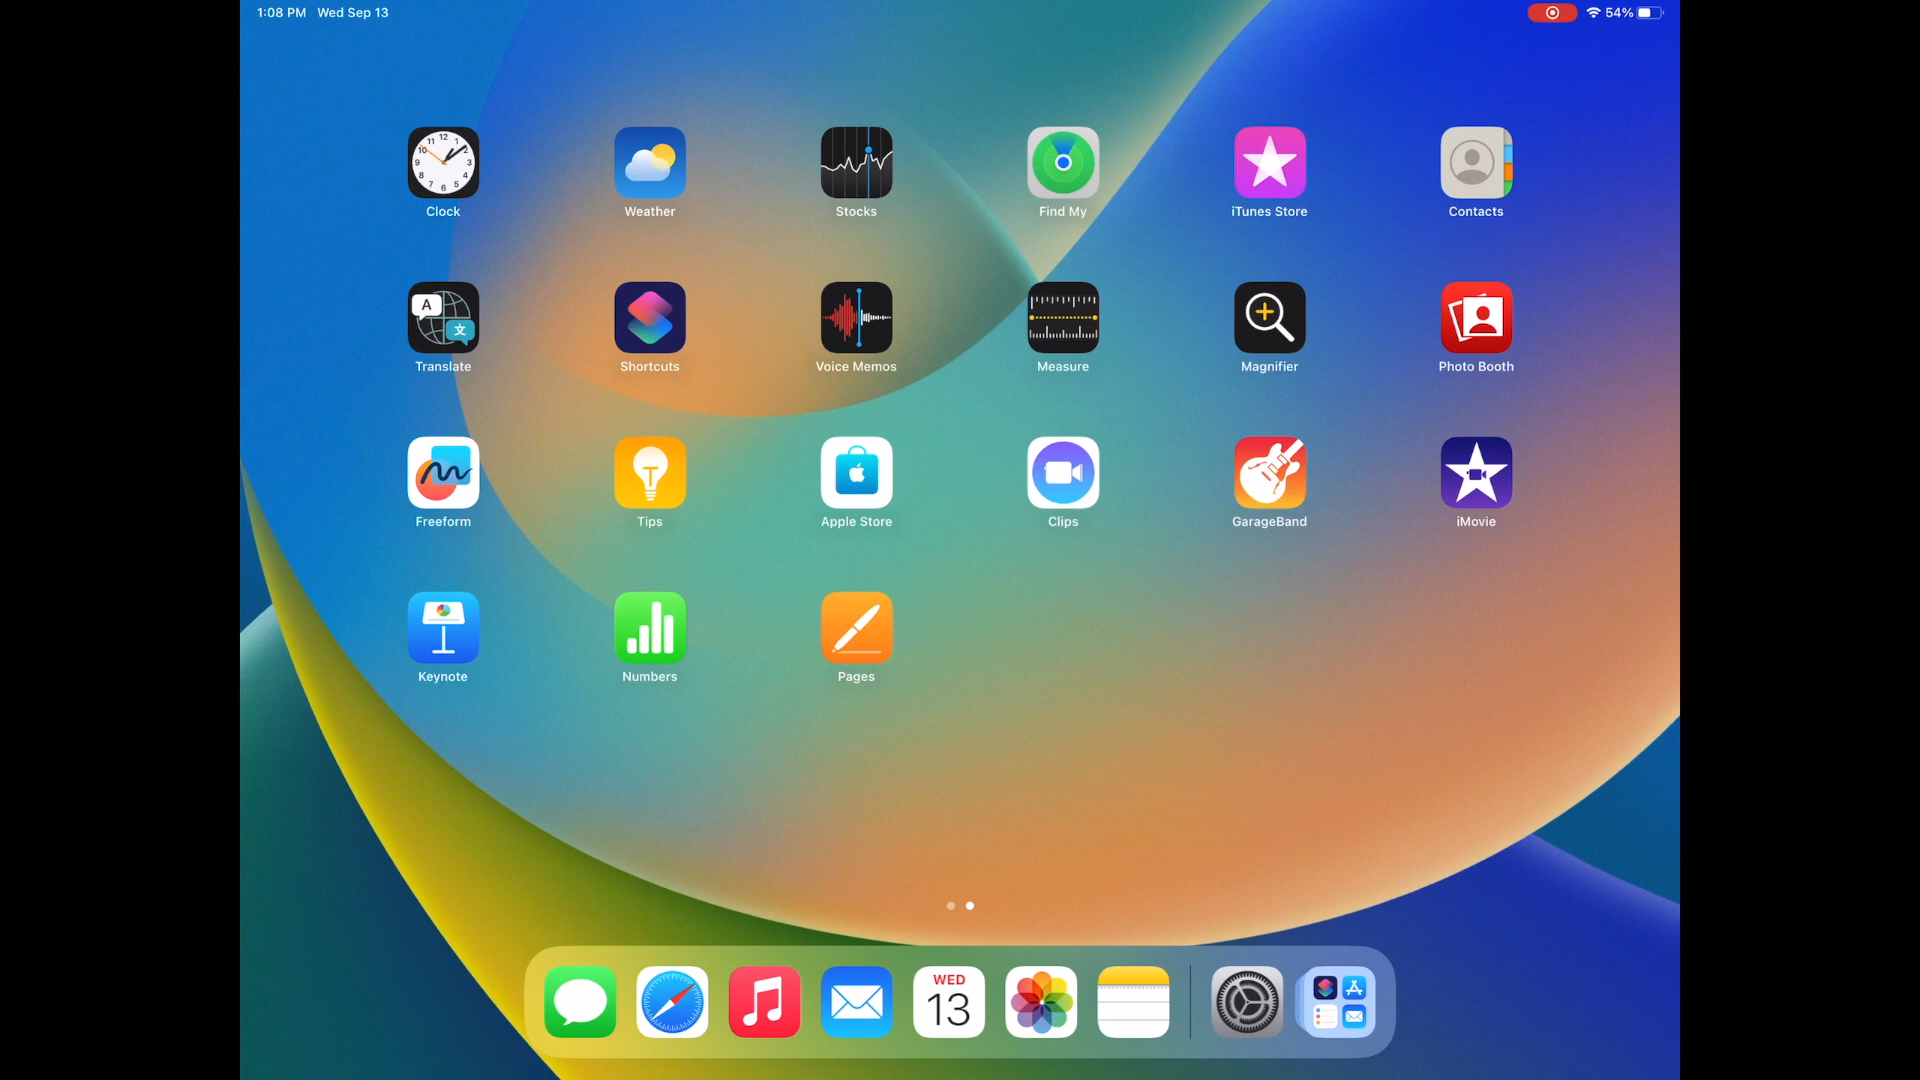 1:08 PM Wed Sep 13
54%
Clock
Weather
Stocks
Find My
iTunes Store
Contacts
A
文
Translate
Shortcuts
Voice Memos
Measure
Magnifier
Photo Booth
Freeform
Tips
Apple Store
Clips
GarageBand
iMovie
Keynote
Numbers
Pages
WED
13